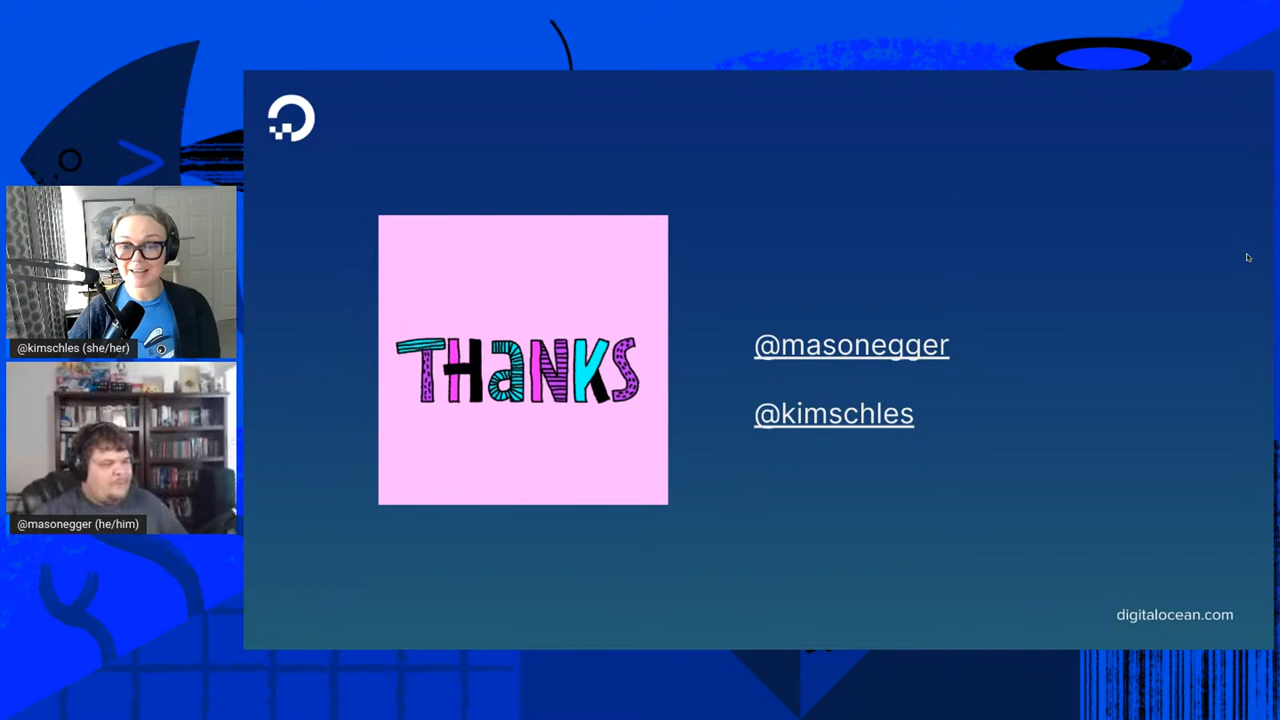 @kimschles (she/her)
@masonegger (he/him)
THaNKS
@masonegger
@kimschles
digitalocean.com